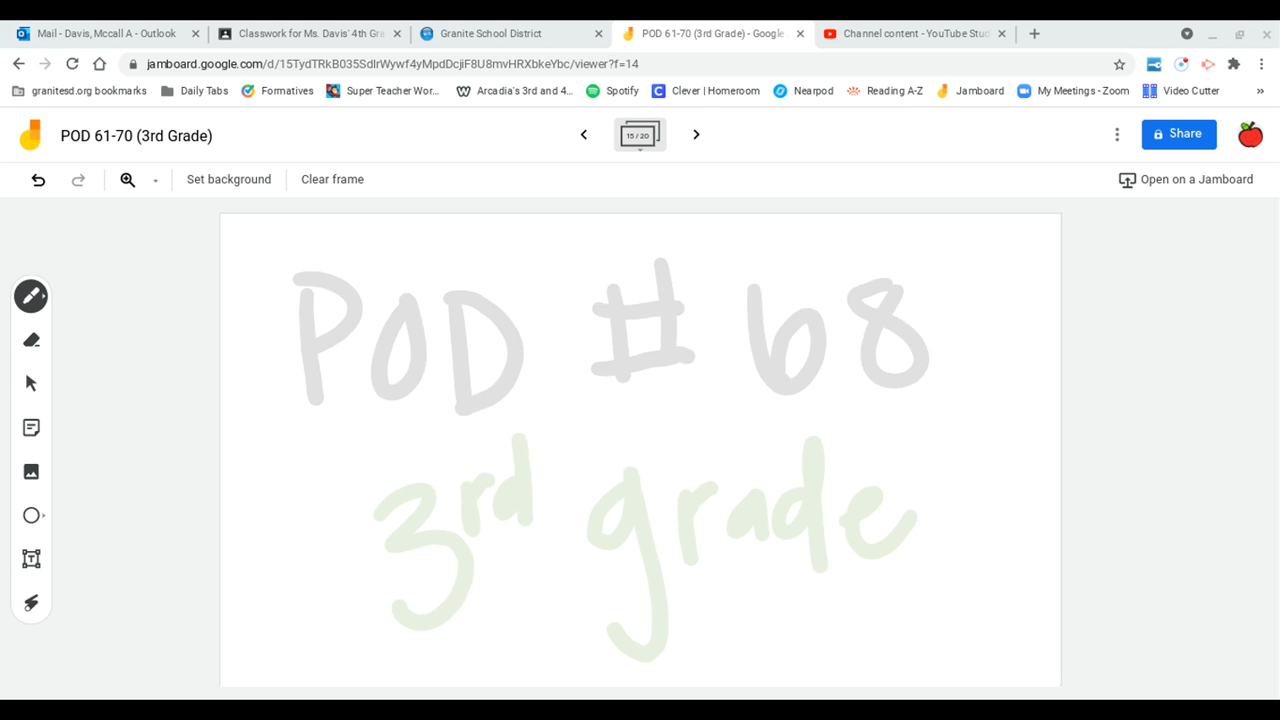 Mail - Davis, Mccall A - Outlook
Classwork for Ms. Davis' 4th Gra
Granite School District
POD 61-70 (3rd Grade) - Google
Channel content - YouTube Stud
jamboard.google.com/d/15TydTRkB035SdlrWywf4yMpdDcjiF8U8mvHRXbkeYbc/viewer?f=14
granitesd.org bookmarks
Daily Tabs
Formatives
Super Teacher Wor...
Arcadia's 3rd and 4...
Spotify
Clever | Homeroom
Nearpod
Reading A-Z
Jamboard
My Meetings - Zoom
Video Cutter
»
POD 61-70 (3rd Grade)
15 / 20
Share
Set background
Clear frame
Open on a Jamboard
POD # 68
3rd grade